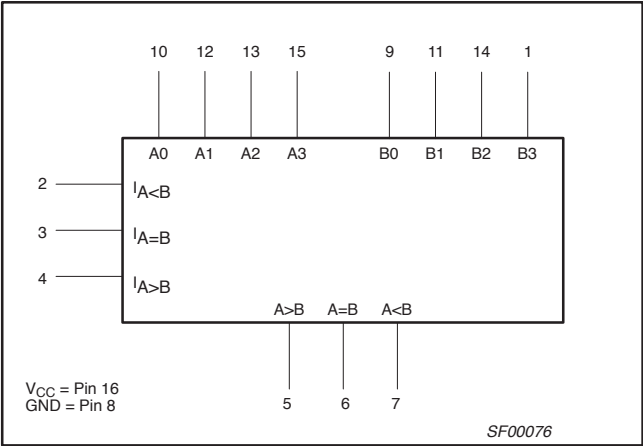 10 12 13 15 9 11 14 1
A0 A1 A2 A3 B0 B1 B2 B3
2 IA<B
3 IA=B
4 IA>B
A>B A=B A<B
VCC = Pin 16
GND = Pin 8
5 6 7
SF00076